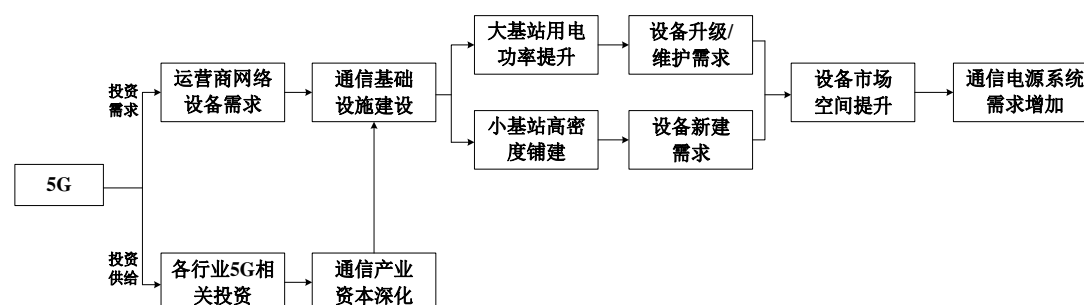 5G
投资
需求
投资
供给
运营商网络
设备需求
各行业5G相
关投资
通信基础
设施建设
通信产业
资本深化
大基站用电
功率提升
小基站高密
度铺建
设备升级/
维护需求
设备新建
需求
设备市场
空间提升
通信电源系统
需求增加